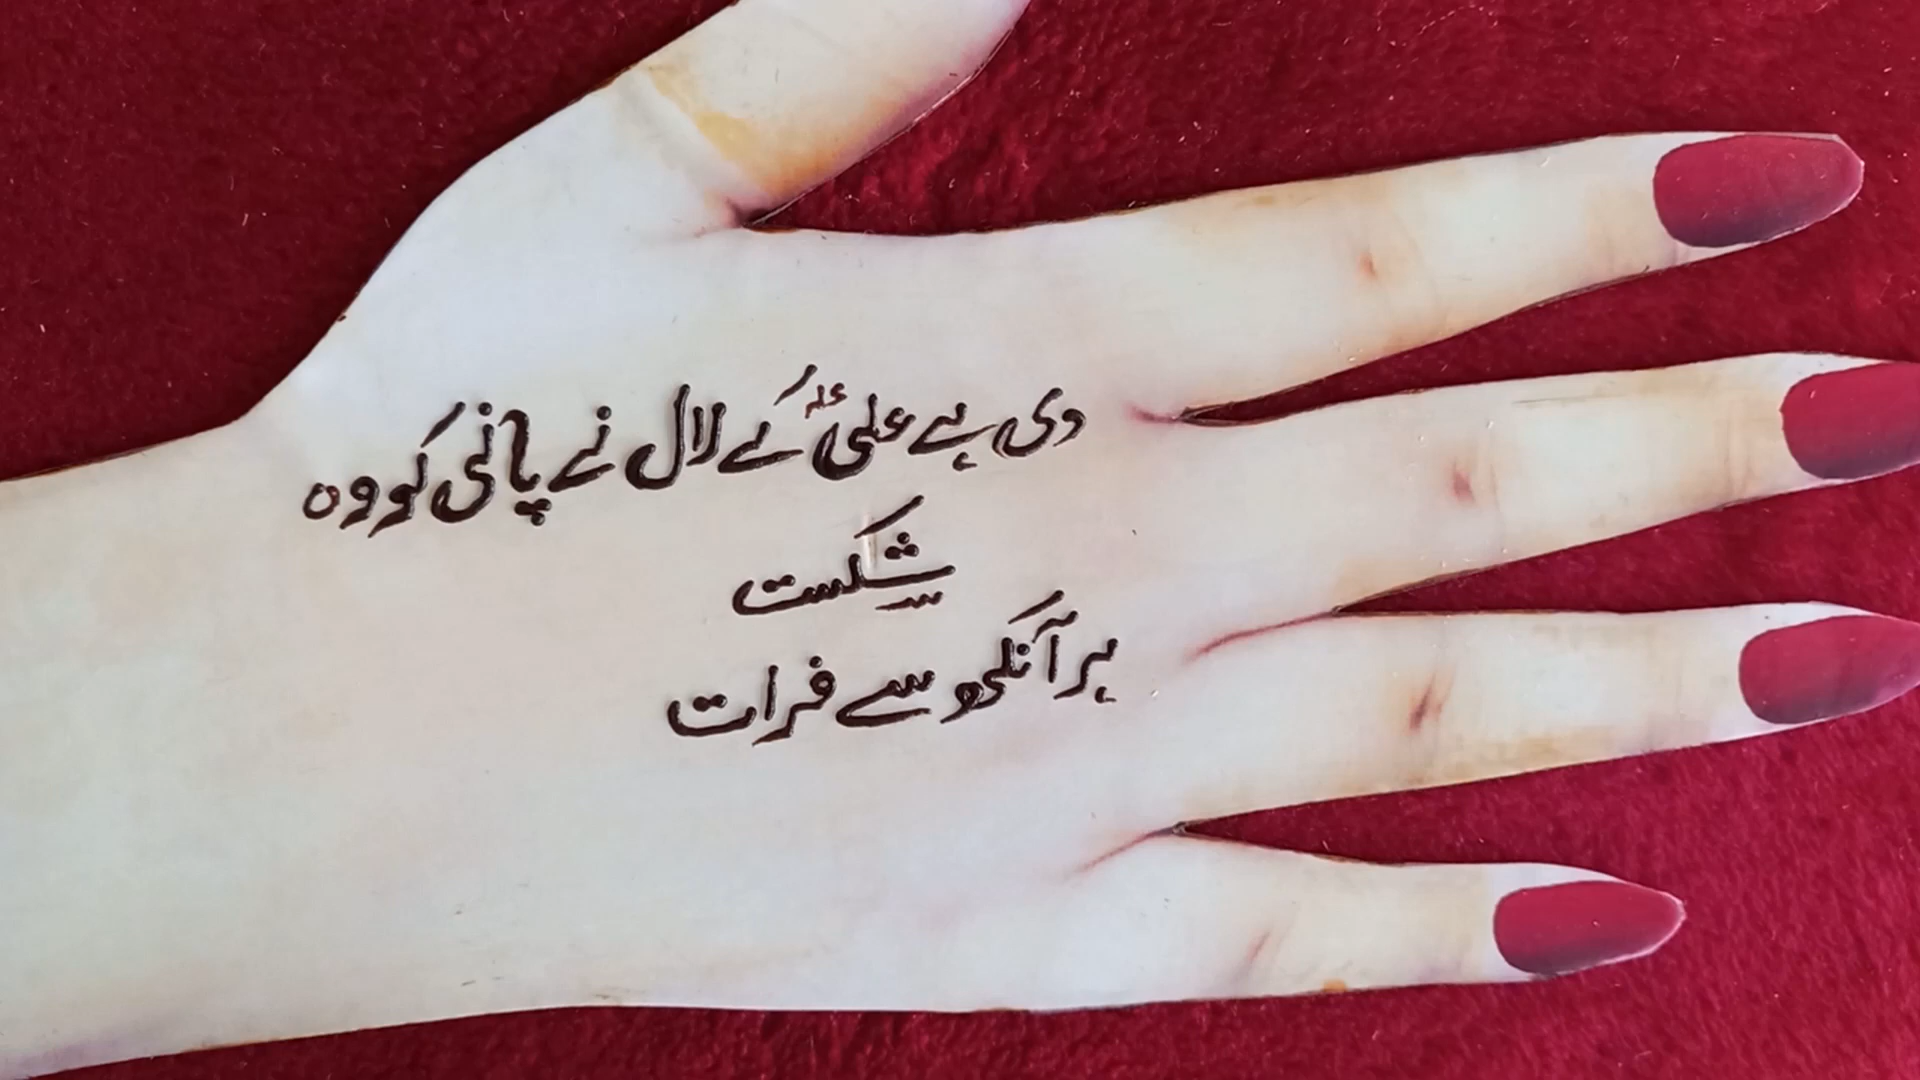 دی ہے علیؑ کے لال نے پانی کو وہ
شکست
ہر آنکھ سے فرات